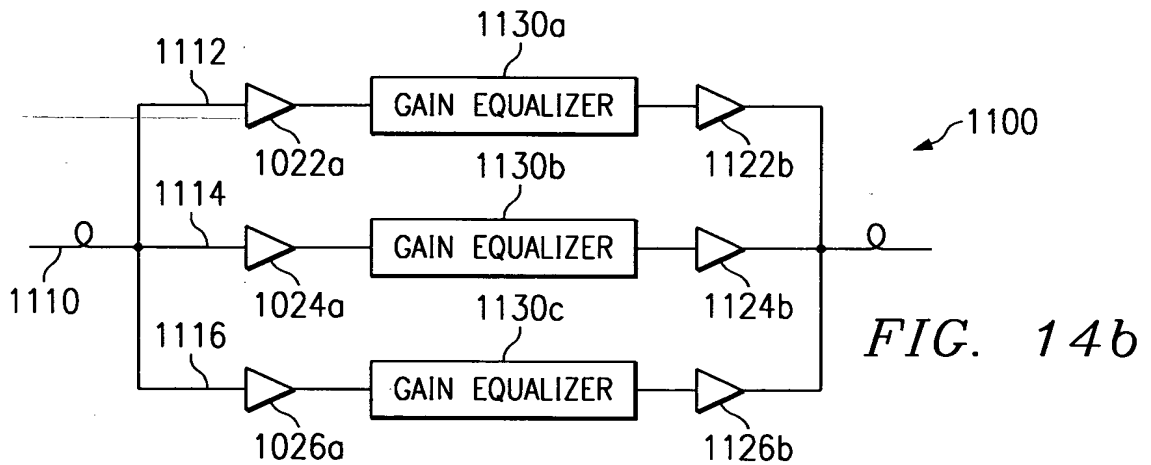 1130a
1112
GAIN EQUALIZER
1100
1022a
1122b
1130b
1114
GAIN EQUALIZER
1110
1024a
1124b
1130c
1116
FIG. 14b
GAIN EQUALIZER
1026a
1126b